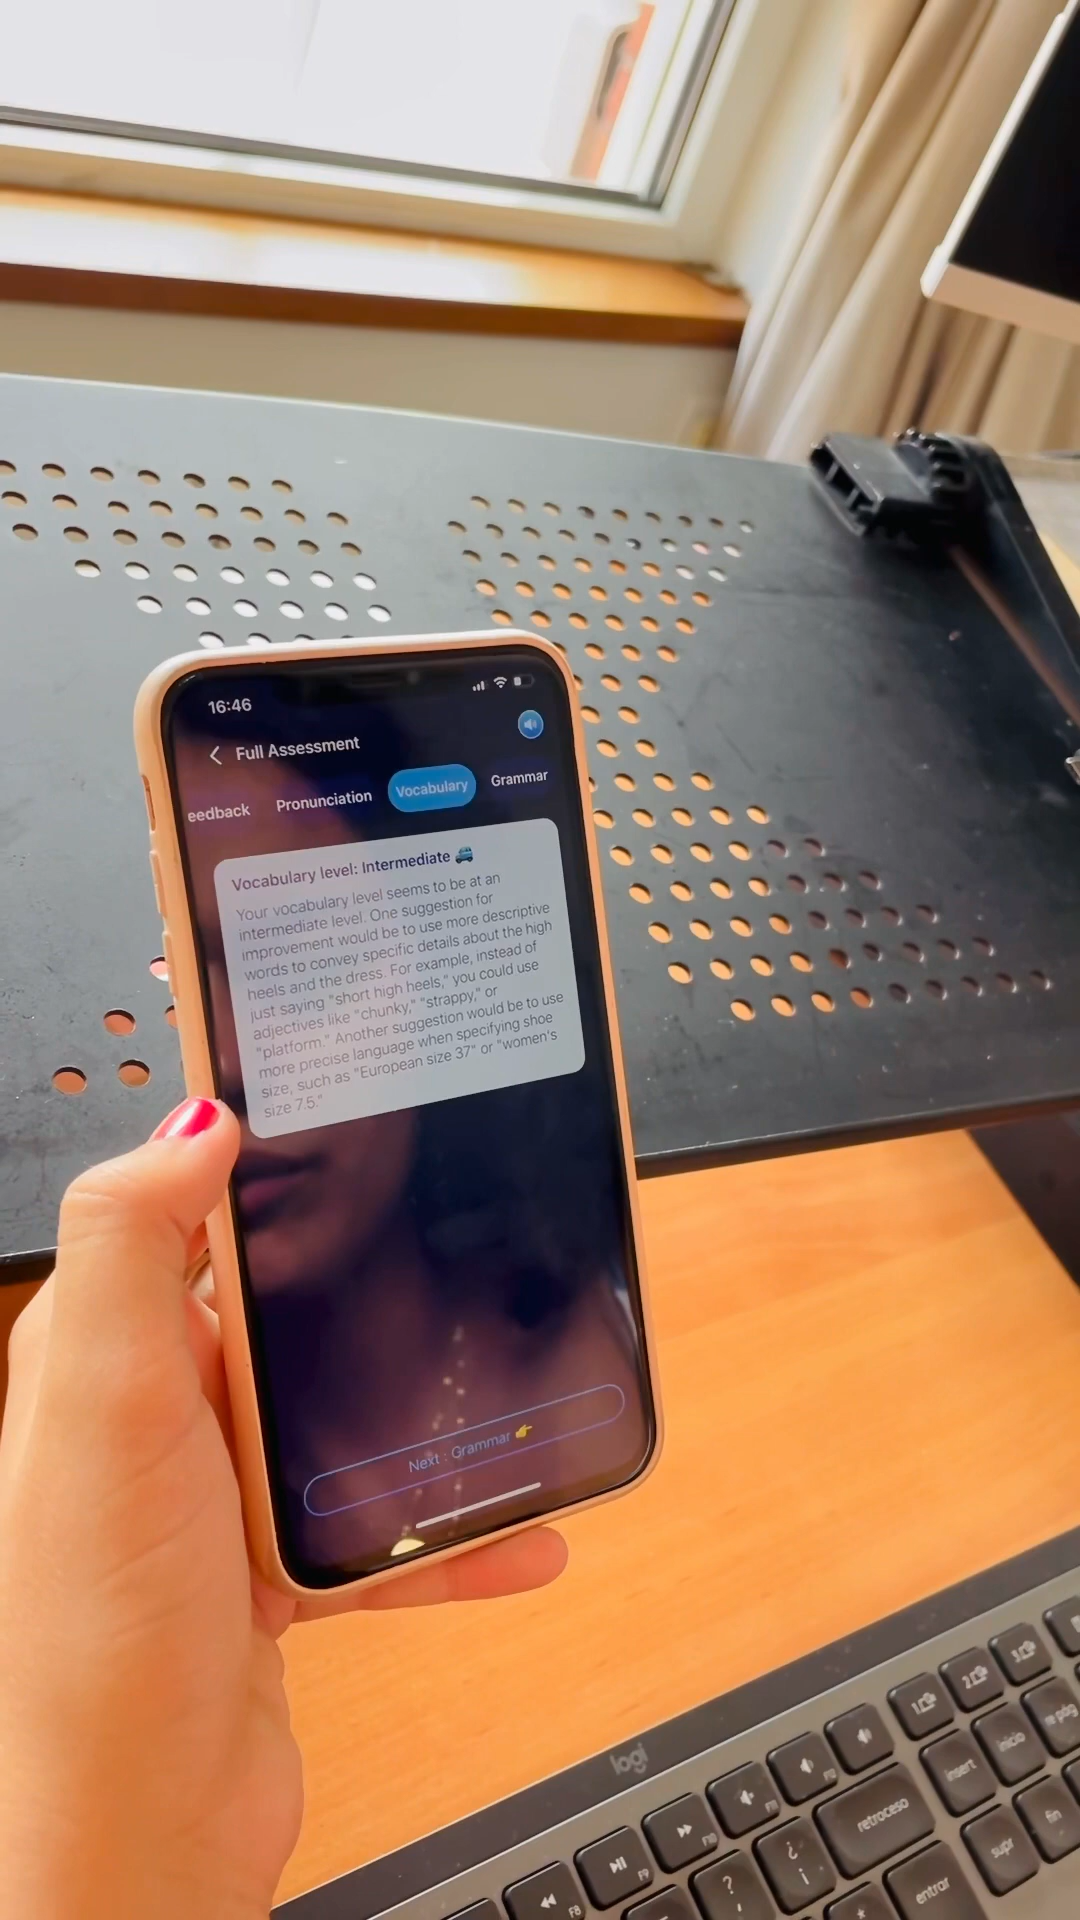 16:46
Full Assessment
eedback Pronunciation Vocabulary Grammar
Vocabulary level: Intermediate 🚙
Your vocabulary level seems to be at an
intermediate level. One suggestion for
improvement would be to use more descriptive
words to convey specific details about the high
heels and the dress. For example, instead of
just saying "short high heels," you could use
adjectives like "chunky," "strappy," or
"platform." Another suggestion would be to use
more precise language when specifying shoe
size, such as "European size 37" or "women's
size 7.5."
Next : Grammar 👉
logi
F8 F9 F10 F11 F12
insert inicio re pág
retroceso supr fin
? ¿ ¡
* entrar